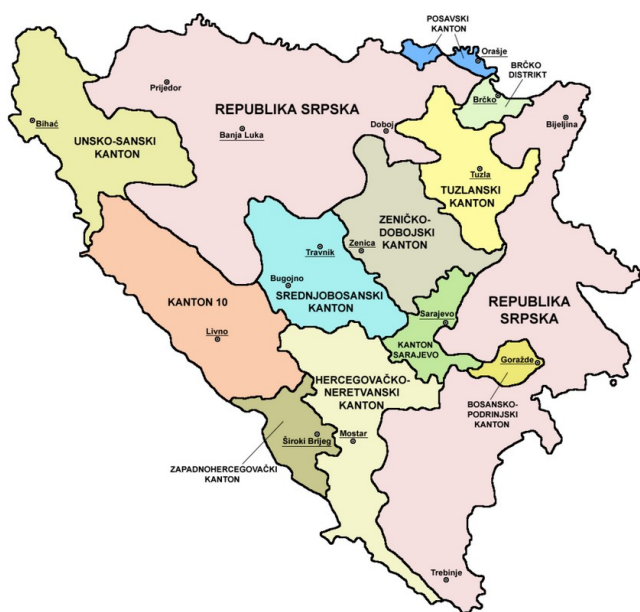 POSAVSKI
KANTON
Orašje
BRČKO
DISTRIKT
Prijedor
Brčko
REPUBLIKA SRPSKA
Bihać
Banja Luka
Doboj
Bijeljina
UNSKO-SANSKI
KANTON
Tuzla
TUZLANSKI
KANTON
ZENIČKO-
DOBOJSKI
KANTON
Travnik
Zenica
Bugojno
SREDNJOBOSANSKI
KANTON
KANTON 10
Livno
Sarajevo
KANTON
SARAJEVO
REPUBLIKA
SRPSKA
Goražde
HERCEGOVAČKO-
NERETVANSKI
KANTON
BOSANSKO-
PODRINJSKI
KANTON
Široki Brijeg
Mostar
ZAPADNOHERCEGOVAČKI
KANTON
Trebinje